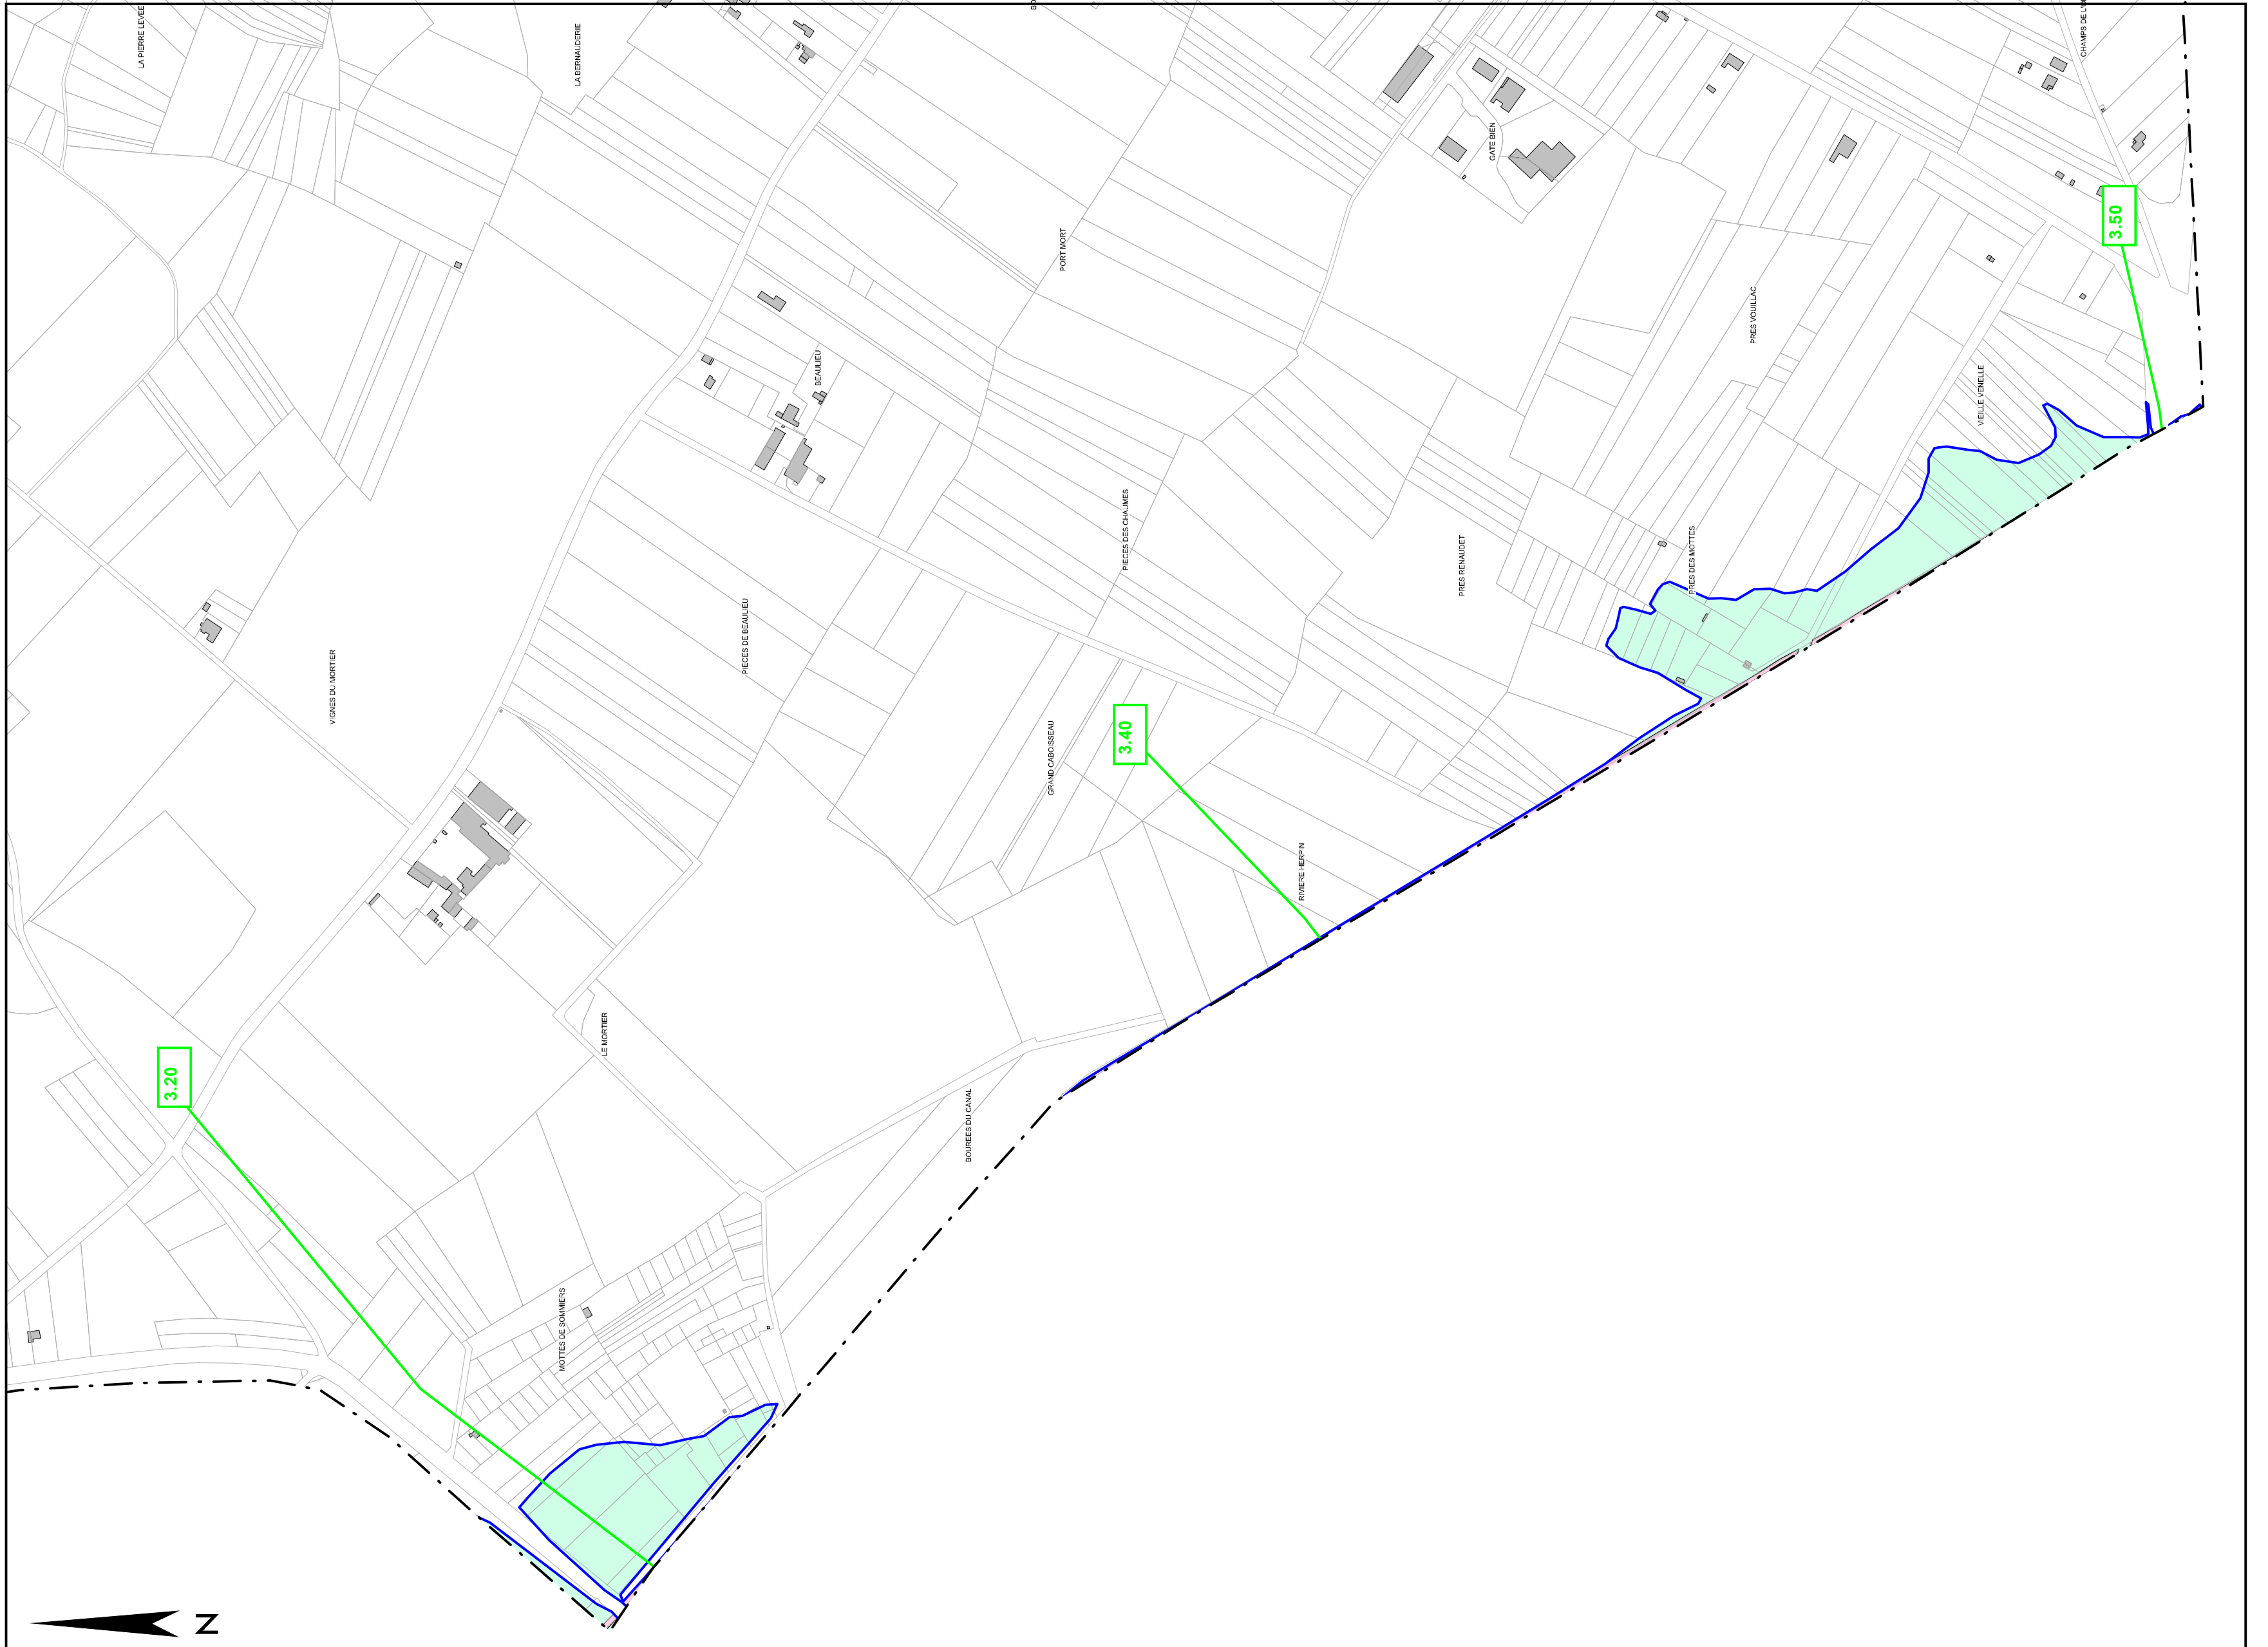 LA PIERRE LEVEE
LA BERNAUDERIE
BO
CHAMPS DE L'
GATE BIEN
3.50
PORT MORT
PRES VOUILLAC
BEAULIEU
VIEILLE VENELLE
PIECES DES CHAUMES
PRES RENAUDET
PRES DES MOTTES
PIECES DE BEAULIEU
VIGNES DU MORTIER
3.40
GRAND CABOISSEAU
RIVIERE HERPIN
3.20
LE MORTIER
BOUREES DU CANAL
MOTTES DE SOMMIERS
N